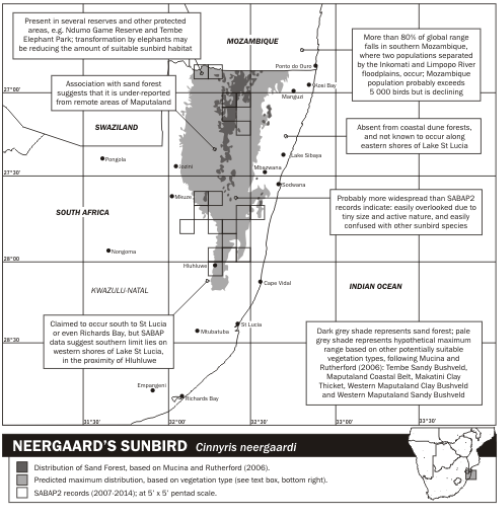 Present in several reserves and other protected
areas, e.g. Ndumo Game Reserve and Tembe
Elephant Park; transformation by elephants may
be reducing the amount of suitable sunbird habitat
MOZAMBIQUE
More than 80% of global range
falls in southern Mozambique,
where two populations separated
by the Inkomati and Limpopo River
floodplains, occur; Mozambique
population probably exceeds
5 000 birds but is declining
Ponto do Ouro
Kosi Bay
Manguzi
27°00'
Association with sand forest
suggests that it is under-reported
from remote areas of Maputaland
SWAZILAND
Absent from coastal dune forests,
and not known to occur along
eastern shores of Lake St Lucia
Pongola
Jozini
Lake Sibaya
Mbazwana
27°30'
Sodwana
Mkuze
SOUTH AFRICA
Probably more widespread than SABAP2
records indicate: easily overlooked due to
tiny size and active nature, and easily
confused with other sunbird species
Nongoma
28°00'
Hluhluwe
KWAZULU-NATAL
Cape Vidal
INDIAN OCEAN
Claimed to occur south to St Lucia
or even Richards Bay, but SABAP
data suggest southern limit lies on
western shores of Lake St Lucia,
in the proximity of Hluhluwe
Mtubatuba
St Lucia
28°30'
Dark grey shade represents sand forest; pale
grey shade represents hypothetical maximum
range based on other potentially suitable
vegetation types, following Mucina and
Rutherford (2006): Tembe Sandy Bushveld,
Maputaland Coastal Belt, Makatini Clay
Thicket, Western Maputaland Clay Bushveld
and Western Maputaland Sandy Bushveld
Empangeni
Richards Bay
31°30' 32°00' 32°30' 33°00' 33°30'
NEERGAARD'S SUNBIRD Cinnyris neergaardi
Distribution of Sand Forest, based on Mucina and Rutherford (2006).
Predicted maximum distribution, based on vegetation type (see text box, bottom right).
SABAP2 records (2007-2014); at 5' x 5' pentad scale.